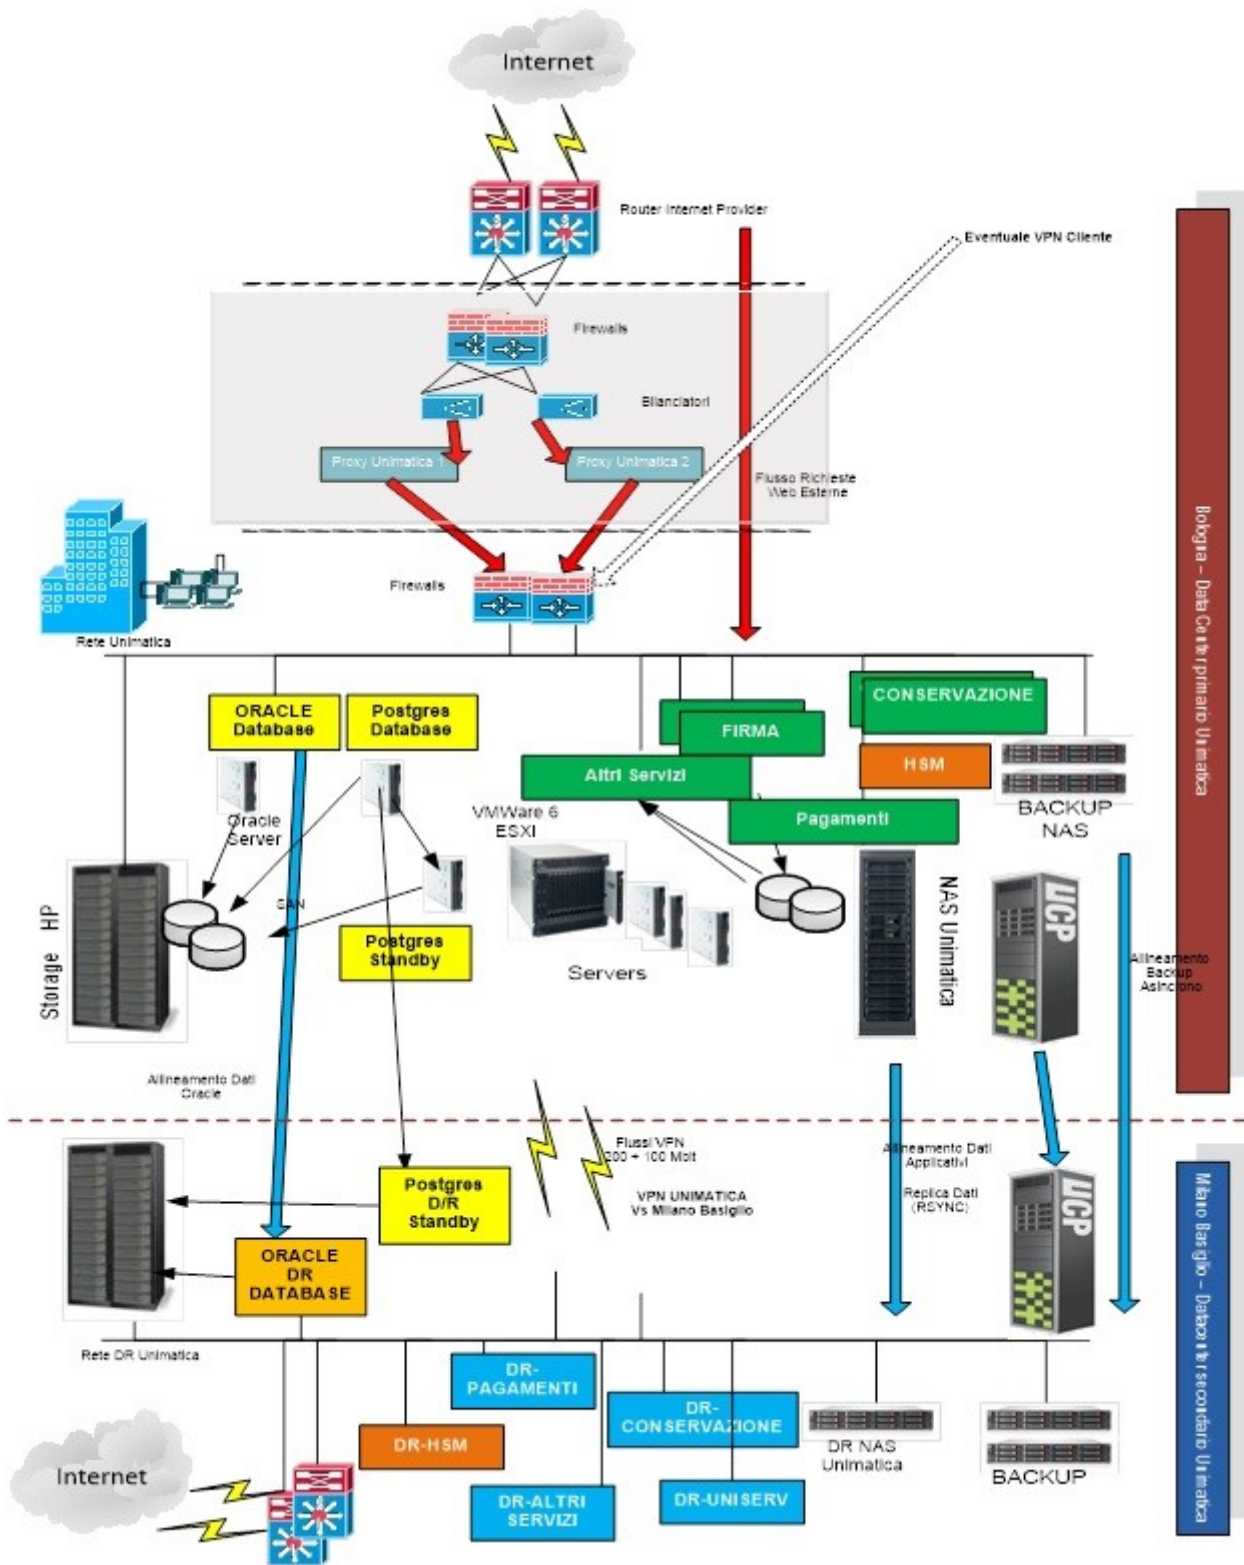 Internet
Router Internet Provider
Eventuale VPN Cliente
Firewalls
Bilanciatori
Proxy Unimatica 1
Proxy Unimatica 2
Flusso Richieste
Web Esterne
Firewalls
Rete Unimatica
Bologna – Data Center primario Unimatica
ORACLE
Database
Postgres
Database
CONSERVAZIONE
FIRMA
HSM
Altri Servizi
Pagamenti
BACKUP
NAS
Oracle
Server
VMWare 6
ESXI
Storage HP
SAN
Postgres
Standby
Servers
NAS Unimatica
UCP
Allineamento
Backup
Asincrono
Allineamento Dati
Oracle
Flussi VPN
200 + 100 Mbit
VPN UNIMATICA
Vs Milano Basiglio
Allineamento Dati
Applicativi
Replica Dati
(RSYNC)
UCP
Postgres
D/R
Standby
ORACLE
DR
DATABASE
Milano Basiglio – Datacenter secondario Unimatica
Rete DR Unimatica
DR-
PAGAMENTI
DR-
CONSERVAZIONE
DR-HSM
DR NAS
Unimatica
BACKUP
Internet
DR-ALTRI
SERVIZI
DR-UNISERV